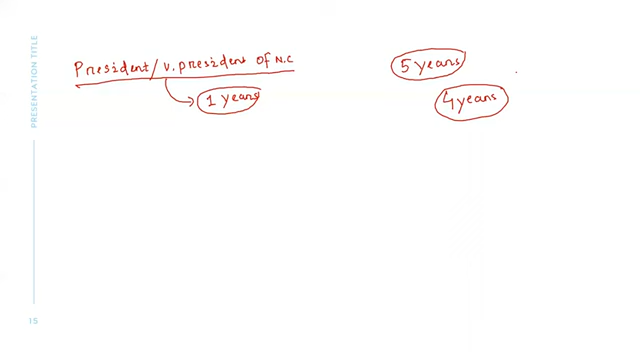 PRESENTATION TITLE
President/ v. president of N.C
5 years
1 years
4 years
15